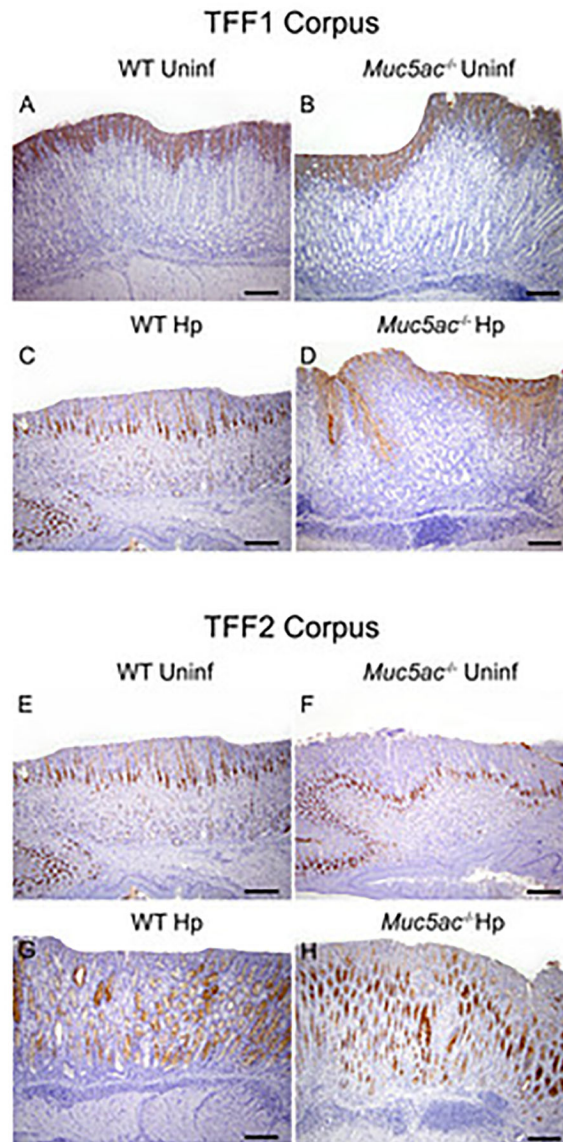 TFF1 Corpus
WT Uninf
Muc5ac-/- Uninf
A
B
WT Hp
Muc5ac-/- Hp
C
D
TFF2 Corpus
WT Uninf
Muc5ac-/- Uninf
E
F
WT Hp
Muc5ac-/- Hp
G
H